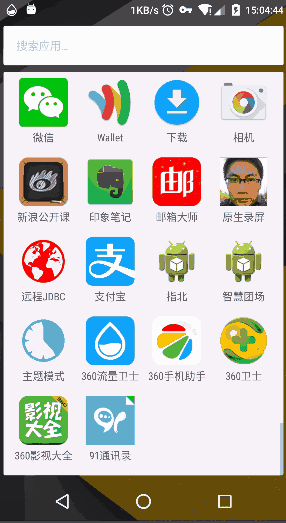 1KB/s 15:04:44
搜索应用...
微信 Wallet 下载 相机
新浪公开课 印象笔记 邮箱大师 原生录屏
邮
远程JDBC 支付宝 指北 智慧团场
支
主题模式 360流量卫士 360手机助手 360卫士
影视
大全
360影视大全 91通讯录